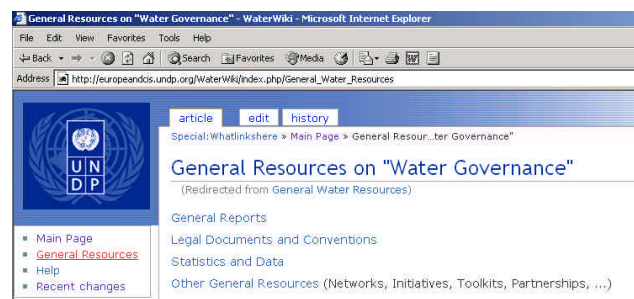 General Resources on "Water Governance" - WaterWiki - Microsoft Internet Explorer
File Edit View Favorites Tools Help
Back Search Favorites Media
Address http://europeandcis.undp.org/WaterWiki/index.php/General_Water_Resources
article edit history
Special:Whatlinkshere » Main Page » General Resour...ter Governance"
UN
DP
General Resources on "Water Governance"
(Redirected from General Water Resources)
General Reports
Legal Documents and Conventions
Statistics and Data
Other General Resources (Networks, Initiatives, Toolkits, Partnerships, ...)
Main Page
General Resources
Help
Recent changes